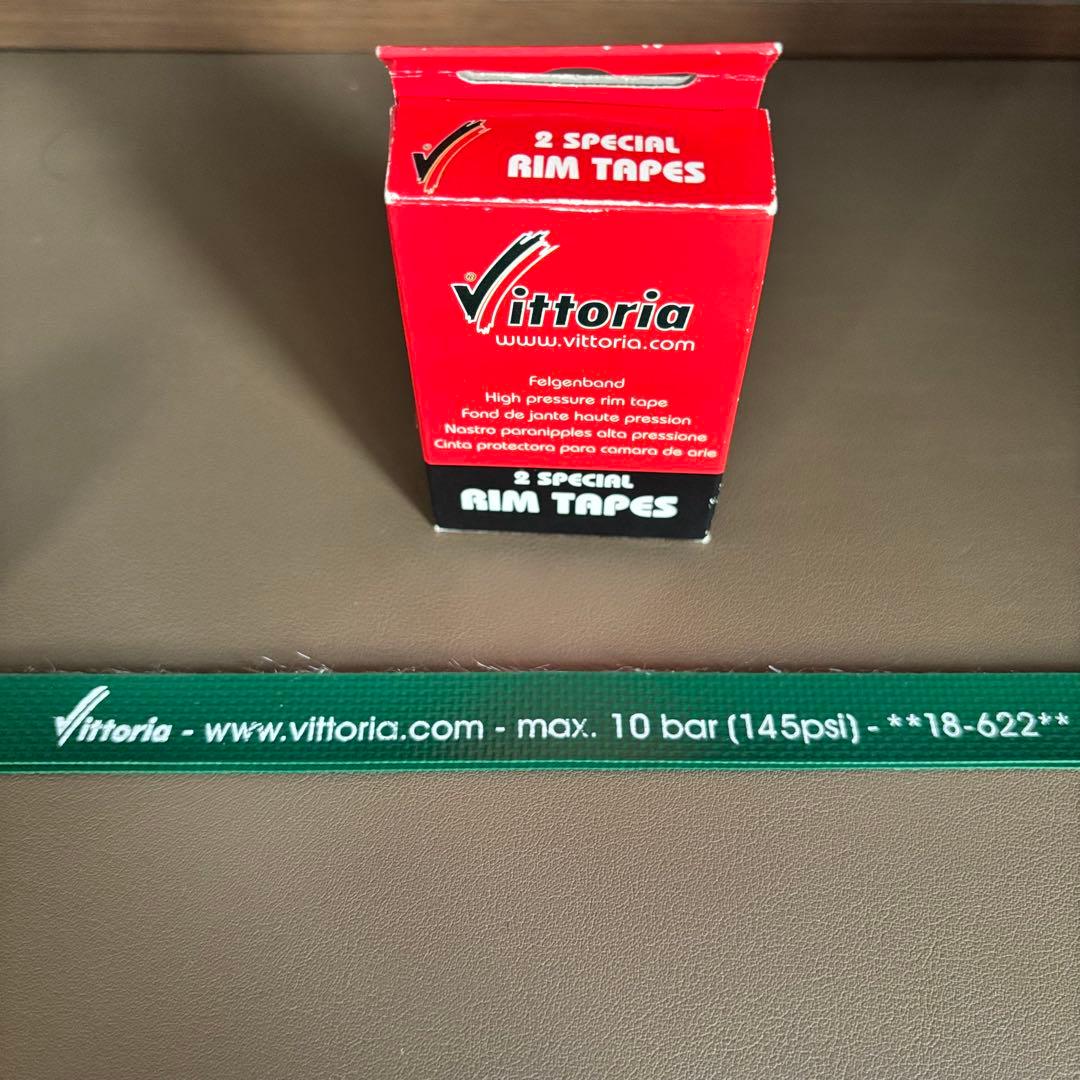 2 SPECIAL
RIM TAPES
Vittoria
www.vittoria.com
Felgenband
High pressure rim tape
Fond de jante haute pression
Nastro paranipples alta pressione
Cinta protectora para camara de arie
2 SPECIAL
RIM TAPES
Vittoria - www.vittoria.com - max. 10 bar (145psi) - **18-622**